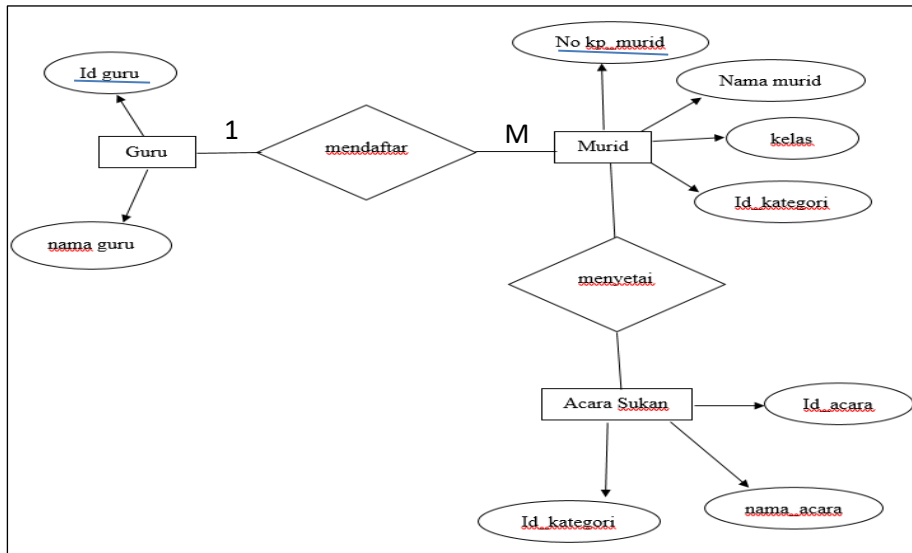 No kp_murid
Id guru
Nama murid
1
M
kelas
Guru
mendaftar
Murid
Id_kategori
nama guru
menyetai
Acara Sukan
Id_acara
nama_acara
Id_kategori